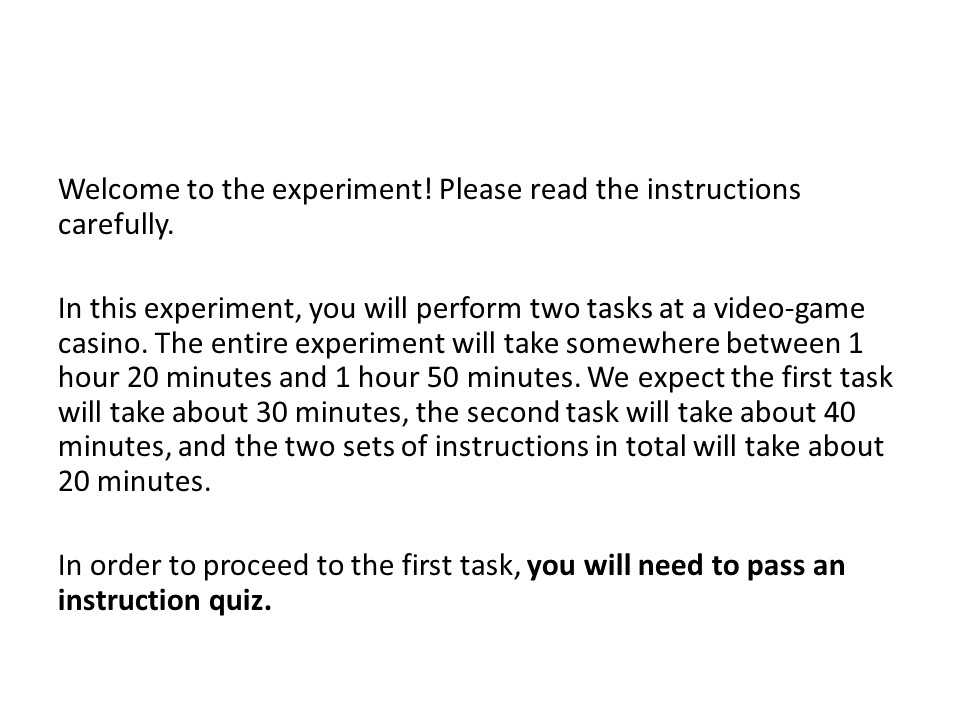 Welcome to the experiment! Please read the instructions
carefully.
In this experiment, you will perform two tasks at a video-game
casino. The entire experiment will take somewhere between 1
hour 20 minutes and 1 hour 50 minutes. We expect the first task
will take about 30 minutes, the second task will take about 40
minutes, and the two sets of instructions in total will take about
20 minutes.
In order to proceed to the first task, you will need to pass an
instruction quiz.